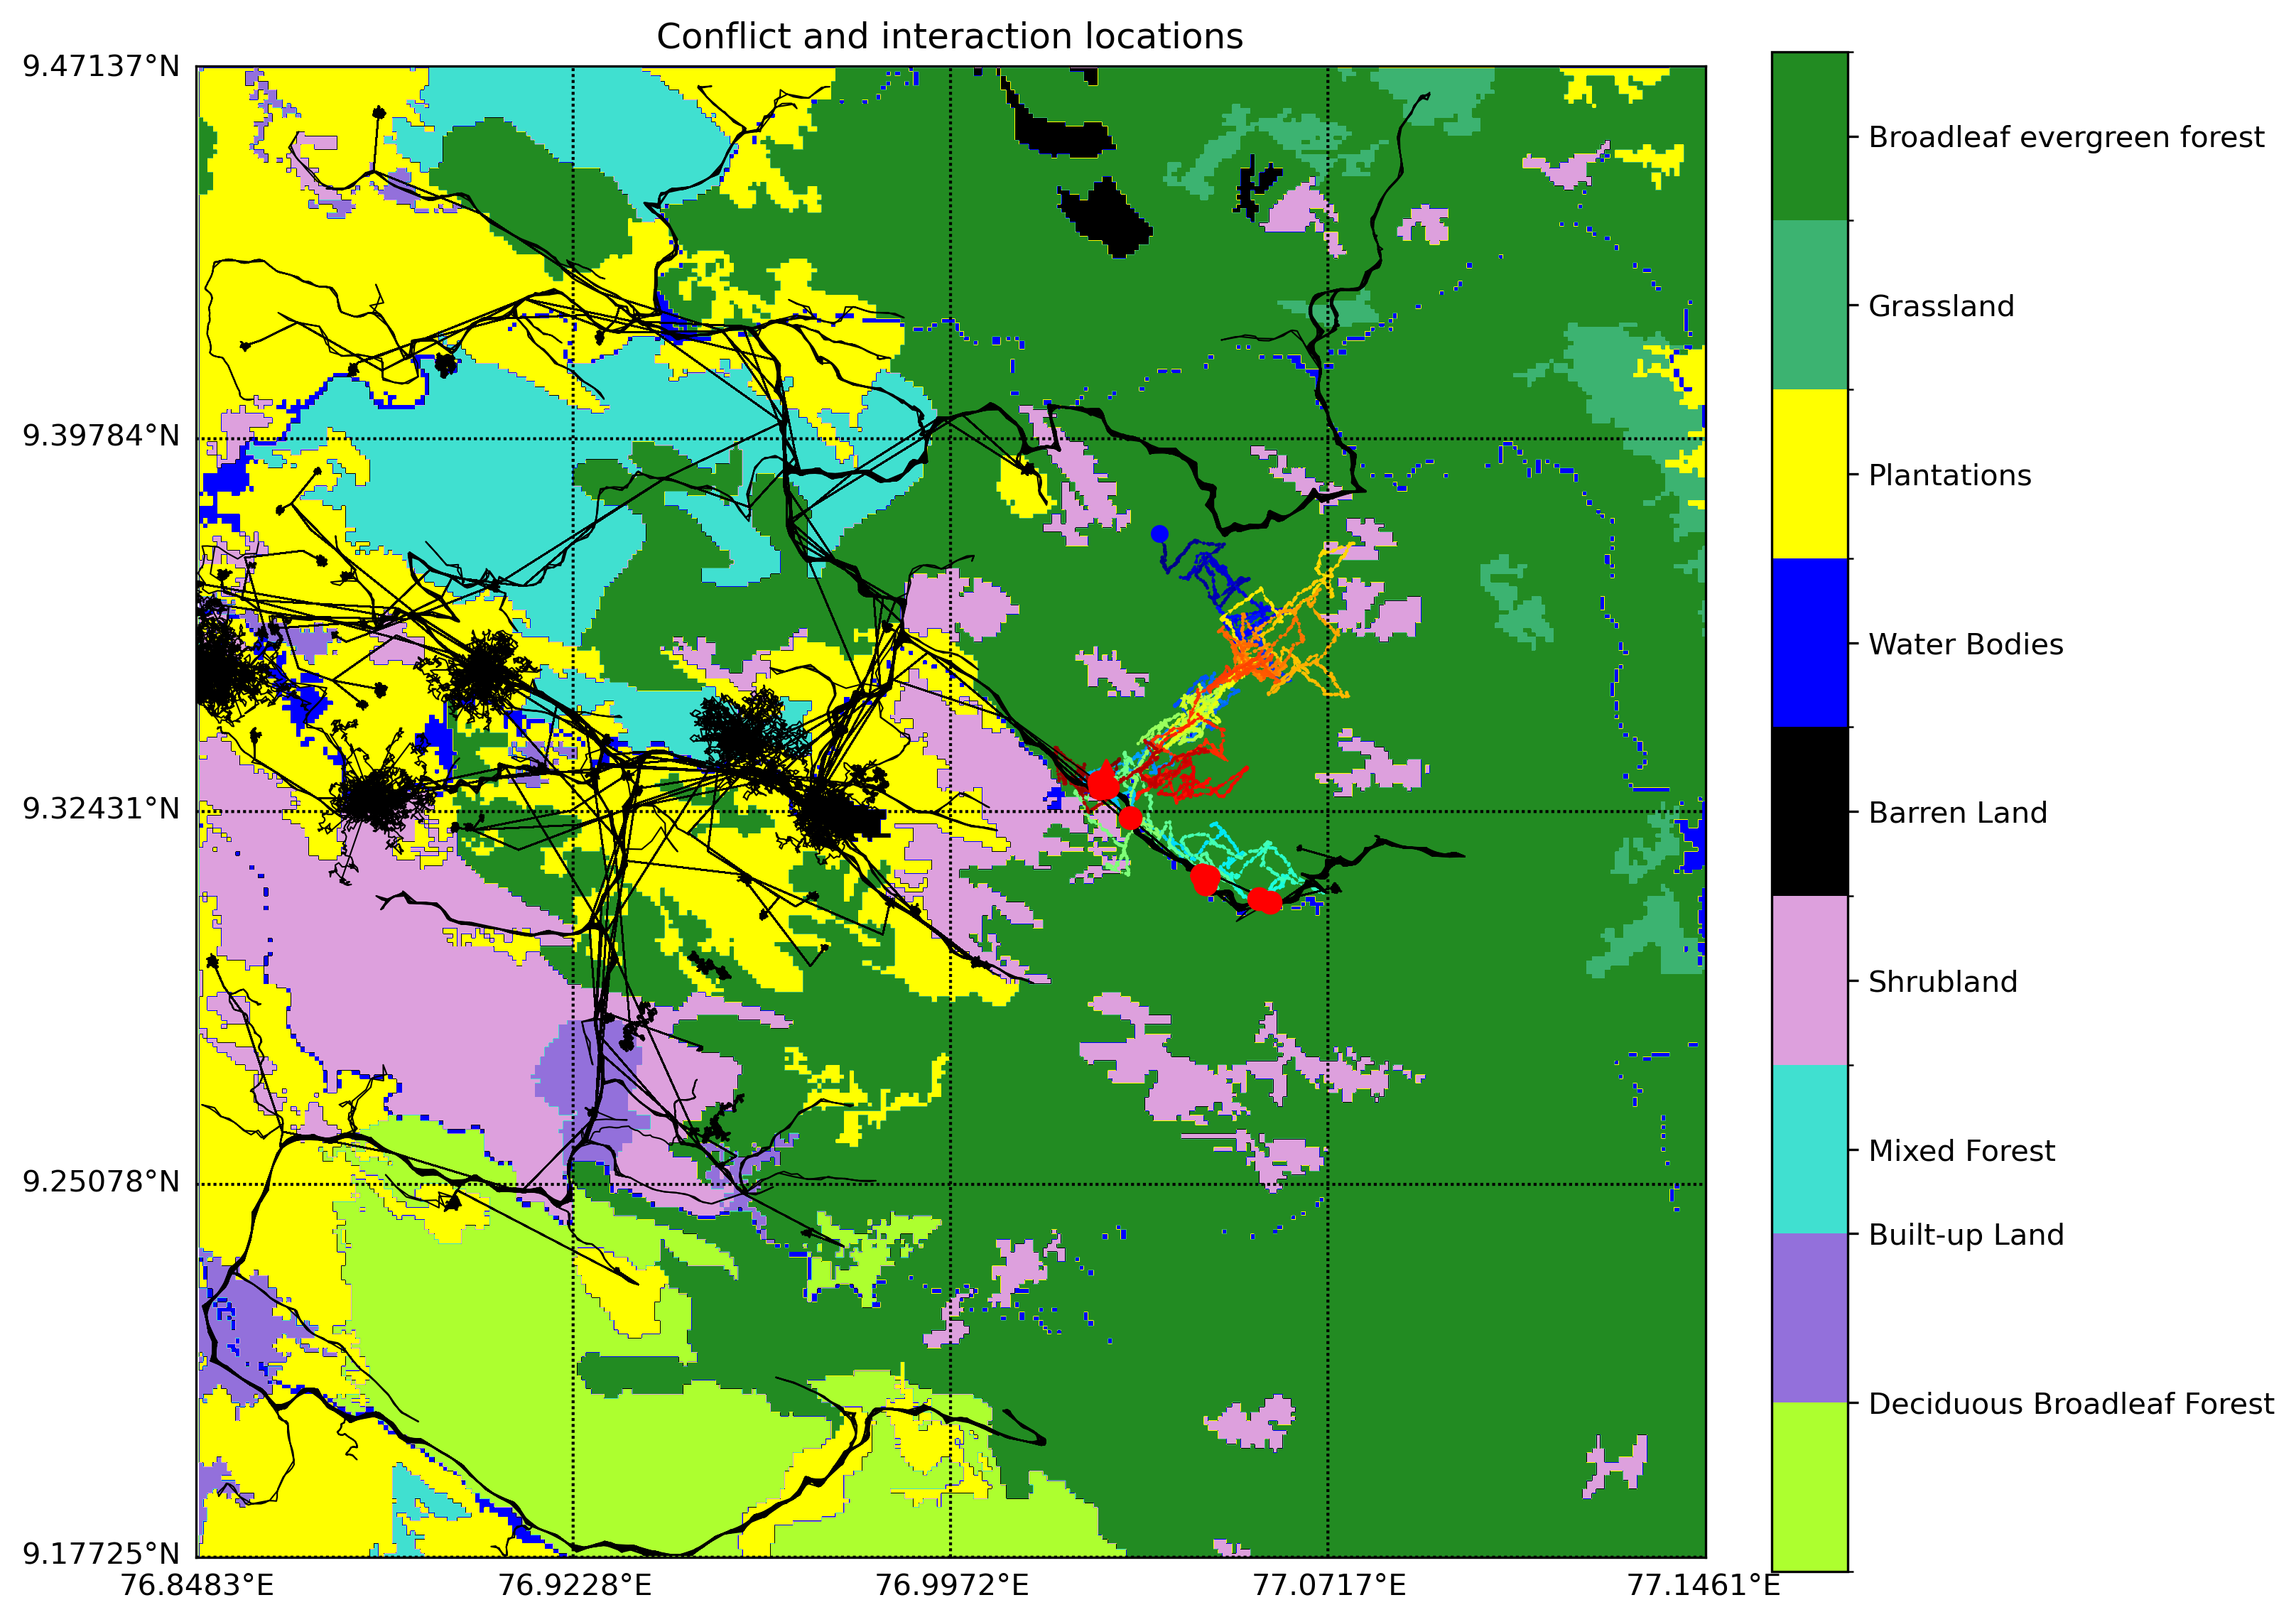 Conflict and interaction locations
9.47137°N
9.39784°N
9.32431°N
9.25078°N
9.17725°N
76.8483°E
76.9228°E
76.9972°E
77.0717°E
77.1461°E
Broadleaf evergreen forest
Grassland
Plantations
Water Bodies
Barren Land
Shrubland
Mixed Forest
Built-up Land
Deciduous Broadleaf Forest